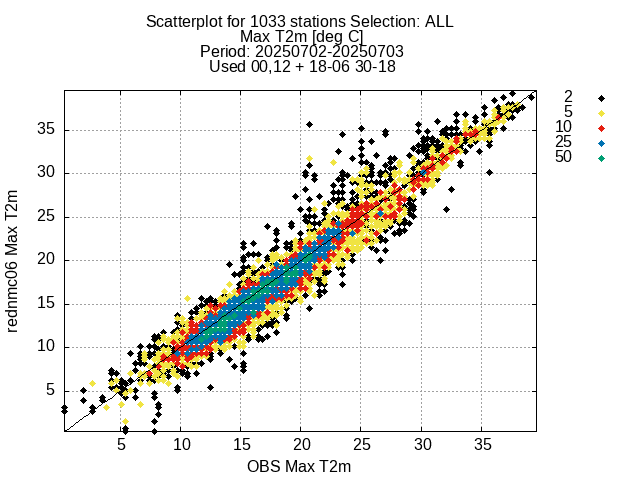 Scatterplot for 1033 stations Selection: ALL
Max T2m [deg C]
Period: 20250702-20250703
Used 00,12 + 18-06 30-18
2
5
10
25
50
35
30
25
20
15
10
5
rednmc06 Max T2m
5 10 15 20 25 30 35
OBS Max T2m